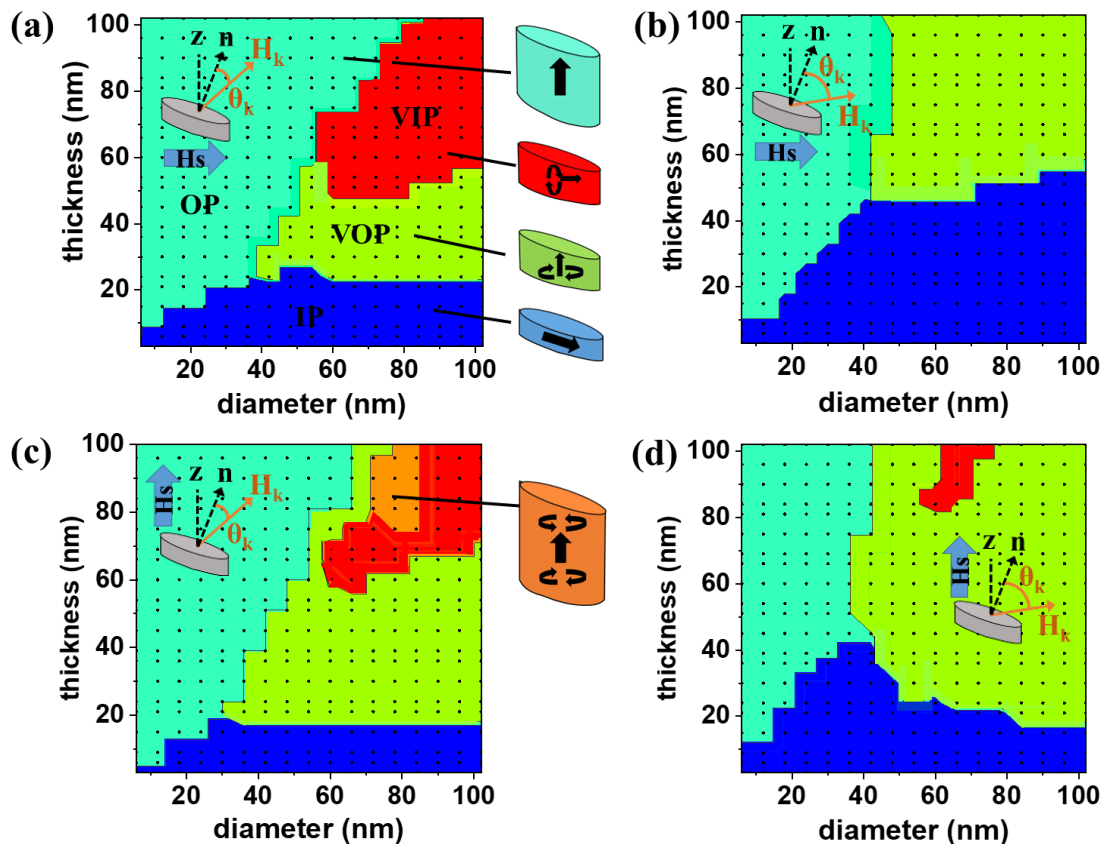 (a)
thickness (nm)
100
80
60
40
20
z n Hk
θk
Hs
OP
VIP
VOP
IP
20 40 60 80 100
diameter (nm)
(b)
thickness (nm)
100
80
60
40
20
z n
θk
Hk
Hs
20 40 60 80 100
diameter (nm)
(c)
thickness (nm)
100
80
60
40
20
Hs
z n Hk
θk
20 40 60 80 100
diameter (nm)
(d)
thickness (nm)
100
80
60
40
20
Hs
z n
θk
Hk
20 40 60 80 100
diameter (nm)